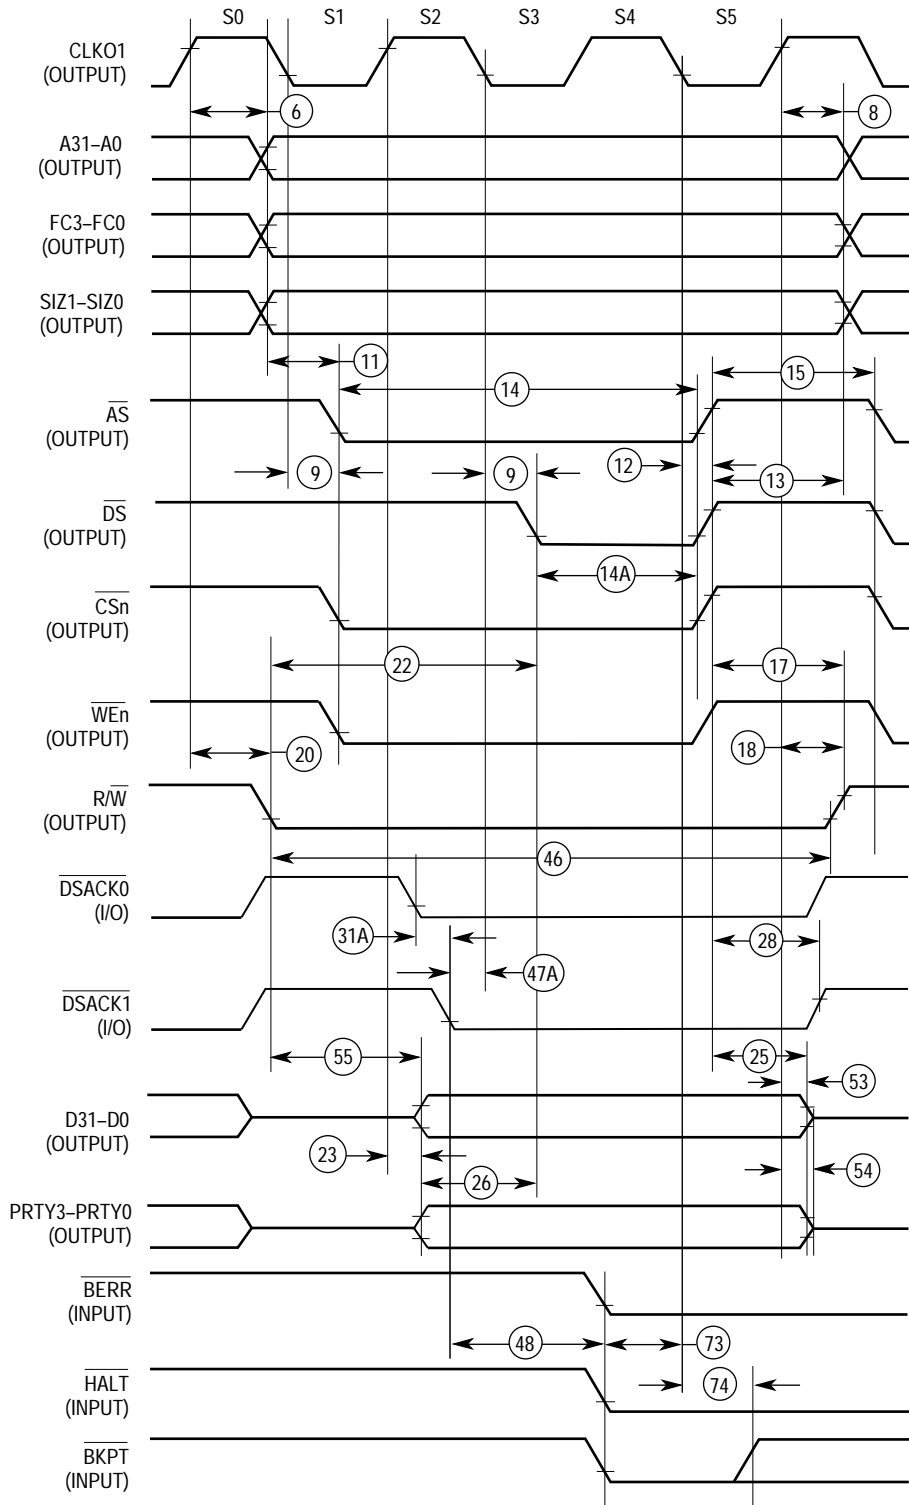 S0 S1 S2 S3 S4 S5
CLKO1
(OUTPUT)
6 8
A31–A0
(OUTPUT)
FC3–FC0
(OUTPUT)
SIZ1–SIZ0
(OUTPUT)
11
14 15
AS
(OUTPUT)
9 9 12 13
DS
(OUTPUT)
14A
CSn
(OUTPUT)
22 17
WEn
(OUTPUT)
20 18
R/W
(OUTPUT)
46
DSACK0
(I/O)
31A 28
47A
DSACK1
(I/O)
55 25
53
D31–D0
(OUTPUT)
23 54
26
PRTY3–PRTY0
(OUTPUT)
BERR
(INPUT)
48 73
HALT
(INPUT)
74
BKPT
(INPUT)